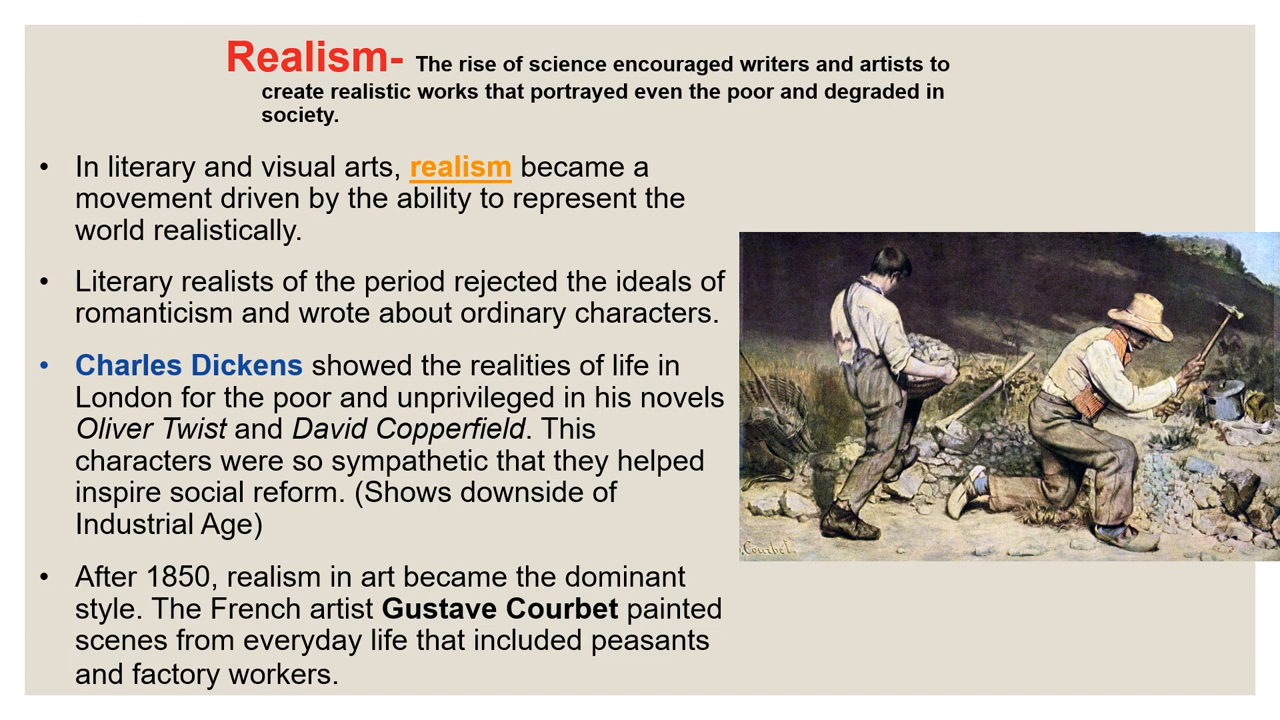 Realism- The rise of science encouraged writers and artists to
create realistic works that portrayed even the poor and degraded in
society.
• In literary and visual arts, realism became a
movement driven by the ability to represent the
world realistically.
• Literary realists of the period rejected the ideals of
romanticism and wrote about ordinary characters.
• Charles Dickens showed the realities of life in
London for the poor and unprivileged in his novels
Oliver Twist and David Copperfield. This
characters were so sympathetic that they helped
inspire social reform. (Shows downside of
Industrial Age)
• After 1850, realism in art became the dominant
style. The French artist Gustave Courbet painted
scenes from everyday life that included peasants
and factory workers.
G. Courbet.